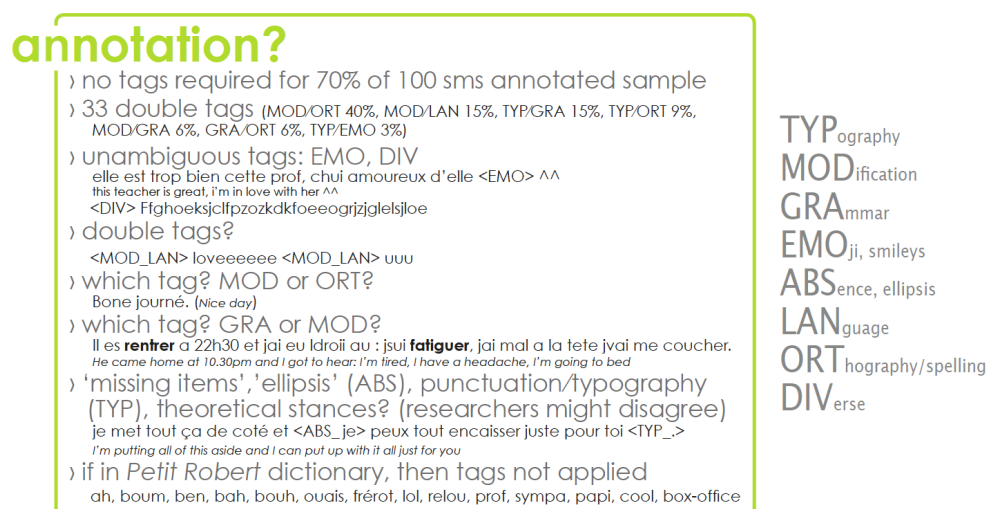 annotation?
› no tags required for 70% of 100 sms annotated sample
› 33 double tags (MOD/ORT 40%, MOD/LAN 15%, TYP/GRA 15%, TYP/ORT 9%,
MOD/GRA 6%, GRA/ORT 6%, TYP/EMO 3%)
› unambiguous tags: EMO, DIV
elle est trop bien cette prof, chui amoureux d’elle <EMO> ^^
this teacher is great, i’m in love with her ^^
<DIV> Ffghoeksjclfpzozkdkfoeeogrjzjglelsjloe
› double tags?
<MOD_LAN> loveeeeee <MOD_LAN> uuu
› which tag? MOD or ORT?
Bone journé. (Nice day)
› which tag? GRA or MOD?
Il es rentrer a 22h30 et jai eu ldroii au : jsui fatiguer, jai mal a la tete jvai me coucher.
He came home at 10.30pm and I got to hear: I’m tired, I have a headache, I’m going to bed
› ‘missing items’,’ellipsis’ (ABS), punctuation/typography
(TYP), theoretical stances? (researchers might disagree)
je met tout ça de coté et <ABS_je> peux tout encaisser juste pour toi <TYP_.>
I’m putting all of this aside and I can put up with it all just for you
› if in Petit Robert dictionary, then tags not applied
ah, boum, ben, bah, bouh, ouais, frérot, lol, relou, prof, sympa, papi, cool, box-office
TYPography
MODification
GRAmmar
EMOji, smileys
ABSence, ellipsis
LANguage
ORThography/spelling
DIVerse